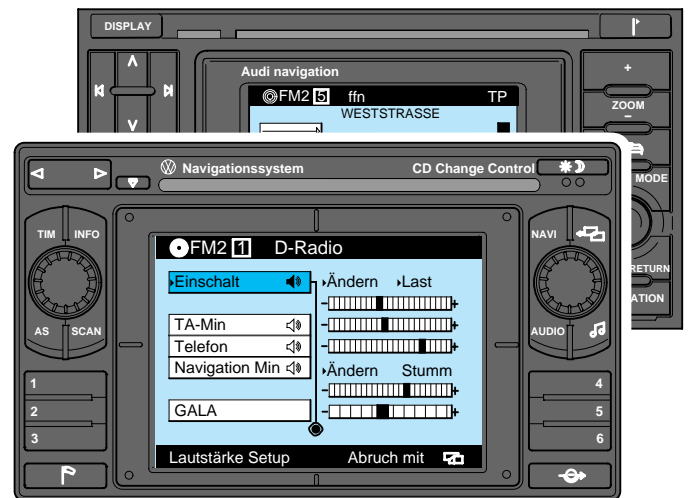 DISPLAY
Audi navigation
FM2 5 ffn TP
WESTSTRASSE
+
ZOOM
−
MODE
RETURN
ATION
Navigationssystem CD Change Control
TIM INFO
AS SCAN
NAVI
AUDIO
FM2 1 D-Radio
Einschalt Ändern Last
- +
TA-Min - +
Telefon - +
Navigation Min Ändern Stumm
- +
GALA - +
Lautstärke Setup Abruch mit
1
2
3
4
5
6